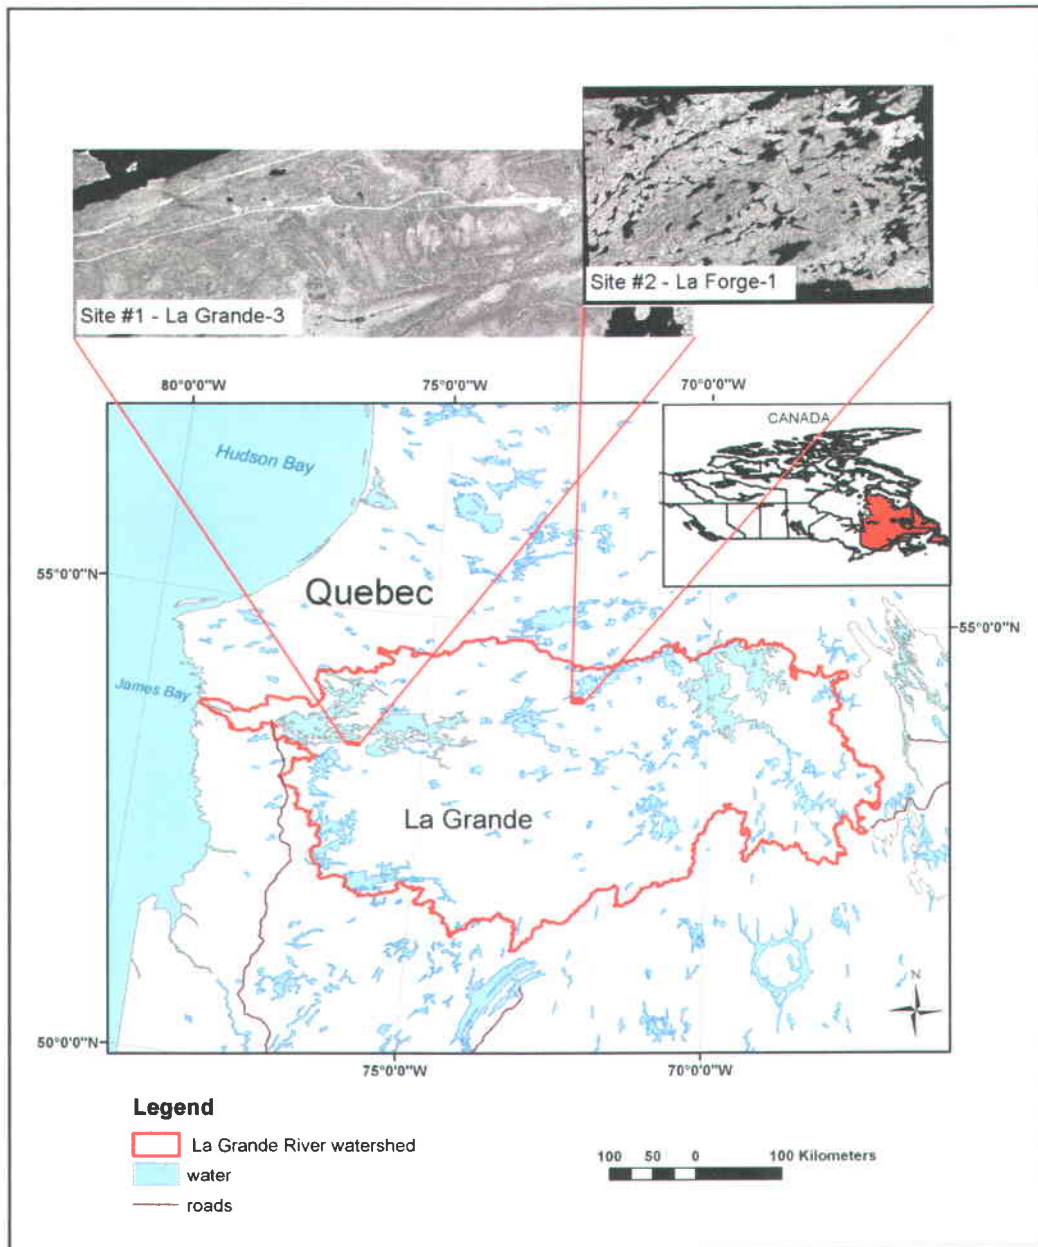 Site #2 - La Forge-1
Site #1 - La Grande-3
80°0'0"W
75°0'0"W
70°0'0"W
CANADA
Hudson Bay
55°0'0"N
Quebec
55°0'0"N
James Bay
La Grande
N
50°0'0"N
75°0'0"W
70°0'0"W
Legend
La Grande River watershed
water
roads
100 50 0 100 Kilometers